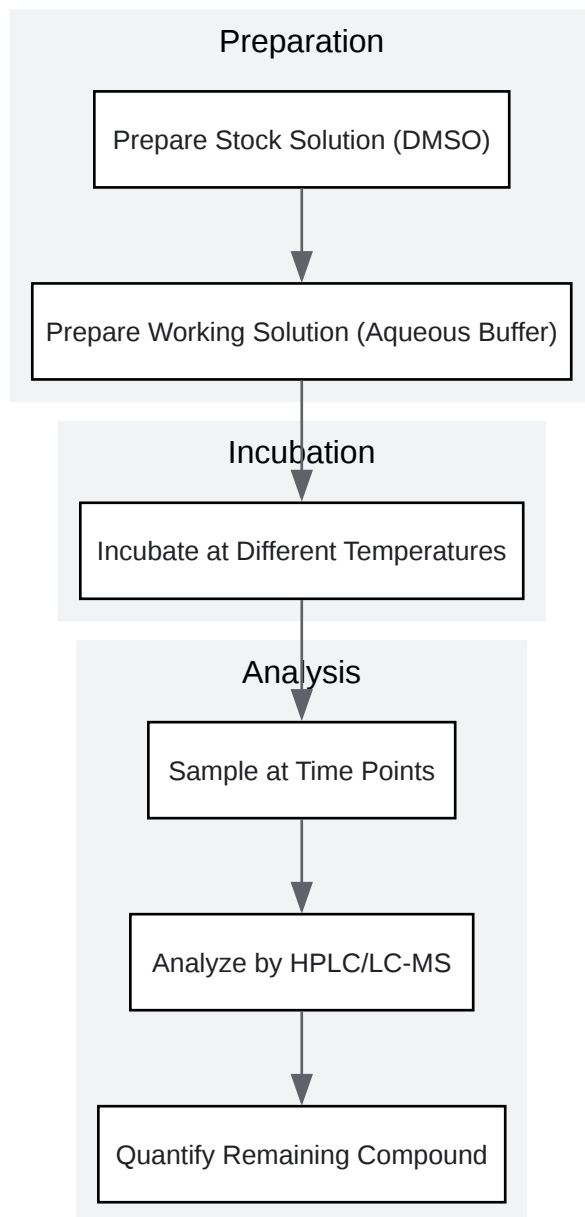 Preparation
Prepare Stock Solution (DMSO)
Prepare Working Solution (Aqueous Buffer)
Incubation
Incubate at Different Temperatures
Analysis
Sample at Time Points
Analyze by HPLC/LC-MS
Quantify Remaining Compound